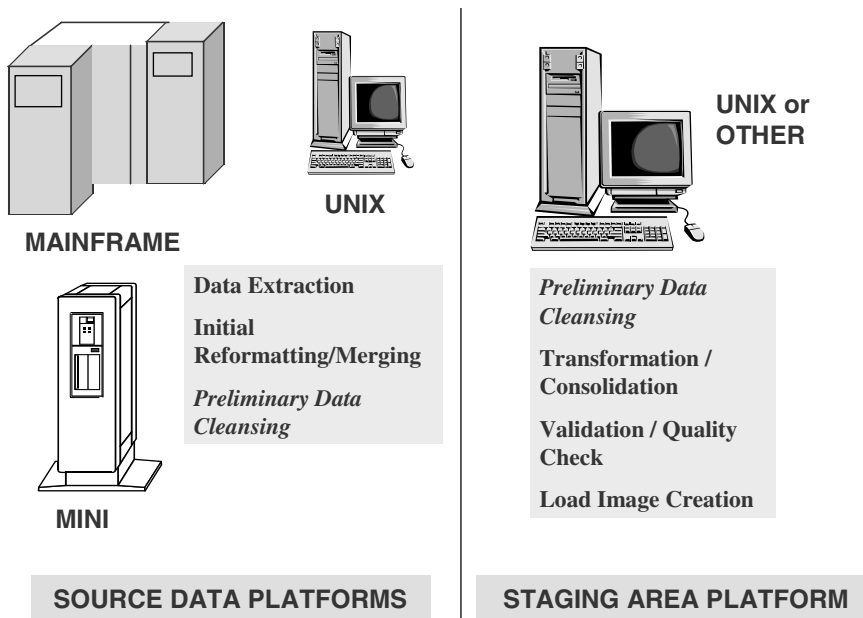 MAINFRAME
UNIX
MINI
Data Extraction
Initial
Reformatting/Merging
Preliminary Data
Cleansing
SOURCE DATA PLATFORMS
UNIX or
OTHER
Preliminary Data
Cleansing
Transformation /
Consolidation
Validation / Quality
Check
Load Image Creation
STAGING AREA PLATFORM